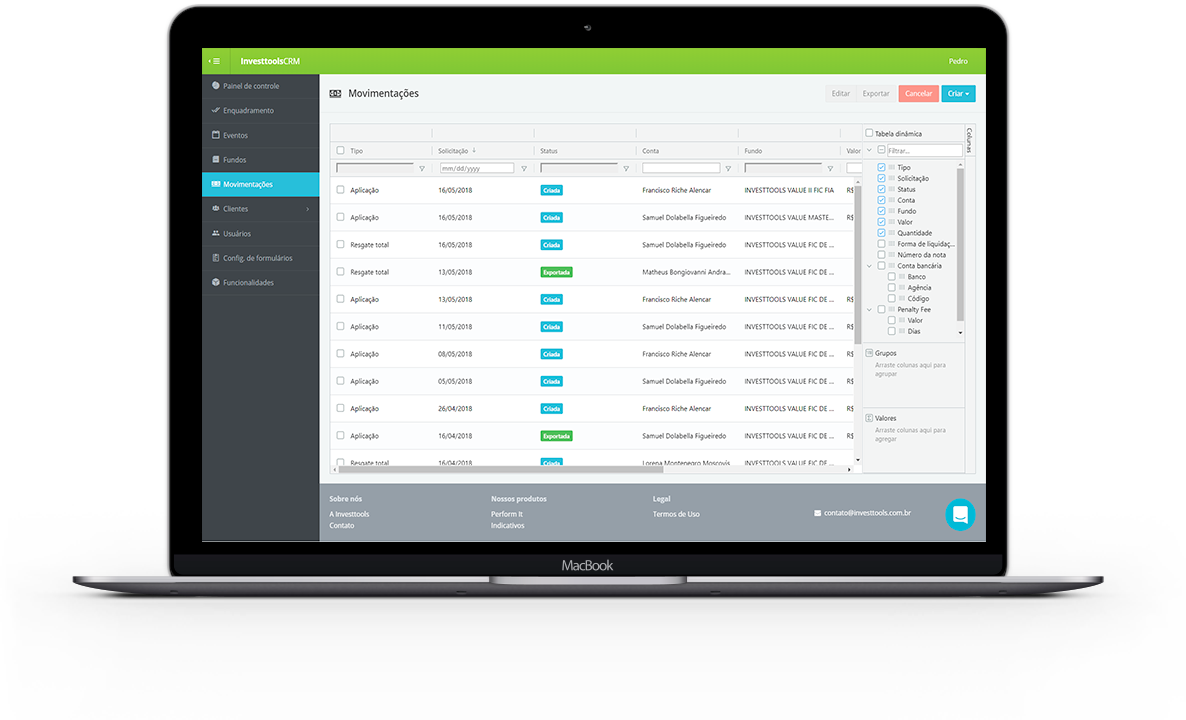 InvesttoolsCRM
Pedro
Painel de controle
Enquadramento
Eventos
Fundos
Movimentações
Clientes
Usuários
Config. de formulários
Funcionalidades
Movimentações
Editar Exportar Cancelar Criar
Tipo Solicitação Status Conta Fundo Valor
mm/dd/yyyy
Aplicação 16/05/2018 Criada Francisco Riche Alencar INVESTTOOLS VALUE II FIC FIA R$
Aplicação 16/05/2018 Criada Samuel Dolabella Figueiredo INVESTTOOLS VALUE MASTE... R$
Resgate total 16/05/2018 Criada Samuel Dolabella Figueiredo INVESTTOOLS VALUE FIC DE ...
Resgate total 13/05/2018 Exportada Matheus Bongiovanni Andra... INVESTTOOLS VALUE FIC DE ...
Aplicação 13/05/2018 Criada Francisco Riche Alencar INVESTTOOLS VALUE FIC DE ... R$
Aplicação 11/05/2018 Criada Samuel Dolabella Figueiredo INVESTTOOLS VALUE FIC DE ... R$
Aplicação 08/05/2018 Criada Francisco Riche Alencar INVESTTOOLS VALUE FIC DE ... R$
Aplicação 05/05/2018 Criada Samuel Dolabella Figueiredo INVESTTOOLS VALUE FIC DE ... R$
Aplicação 26/04/2018 Criada Francisco Riche Alencar INVESTTOOLS VALUE FIC DE ... R$
Aplicação 16/04/2018 Exportada Samuel Dolabella Figueiredo INVESTTOOLS VALUE FIC DE ... R$
Resgate total 16/04/2018 Criada Lorena Montenegro Moscovis INVESTTOOLS VALUE FIC DE ... R$
Tabela dinâmica
Colunas
Filtrar...
Tipo
Solicitação
Status
Conta
Fundo
Valor
Quantidade
Forma de liquidaç...
Número da nota
Conta bancária
Banco
Agência
Código
Penalty Fee
Valor
Dias
Grupos
Arraste colunas aqui para
agrupar
Valores
Arraste colunas aqui para
agregar
Sobre nós
A Investtools
Contato
Nossos produtos
Perform It
Indicativos
Legal
Termos de Uso
contato@investtools.com.br
MacBook